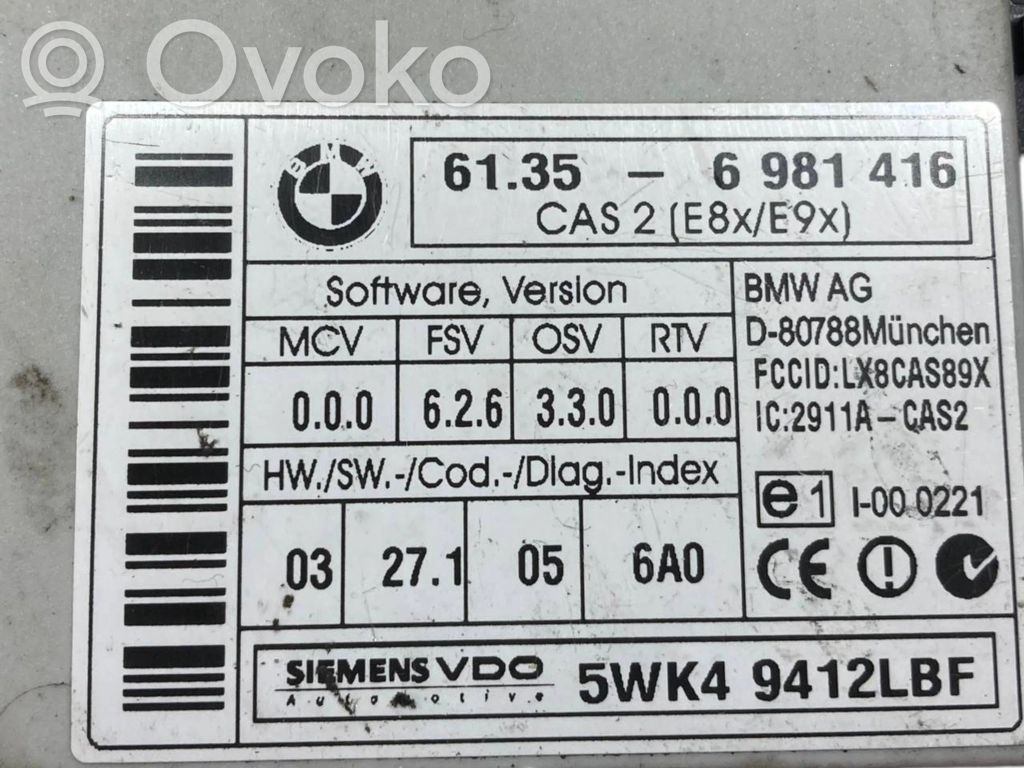 Ovoko
BMW
61.35 - 6 981 416
CAS 2 (E8x/E9x)
Software, Version
MCV FSV OSV RTV
0.0.0 6.2.6 3.3.0 0.0.0
HW./SW.-/Cod.-/Diag.-Index
03 27.1 05 6A0
BMW AG
D-80788München
FCCID:LX8CAS89X
IC:2911A-CAS2
e1 I-00 0221
CE
SIEMENS VDO
Automotive
5WK4 9412LBF